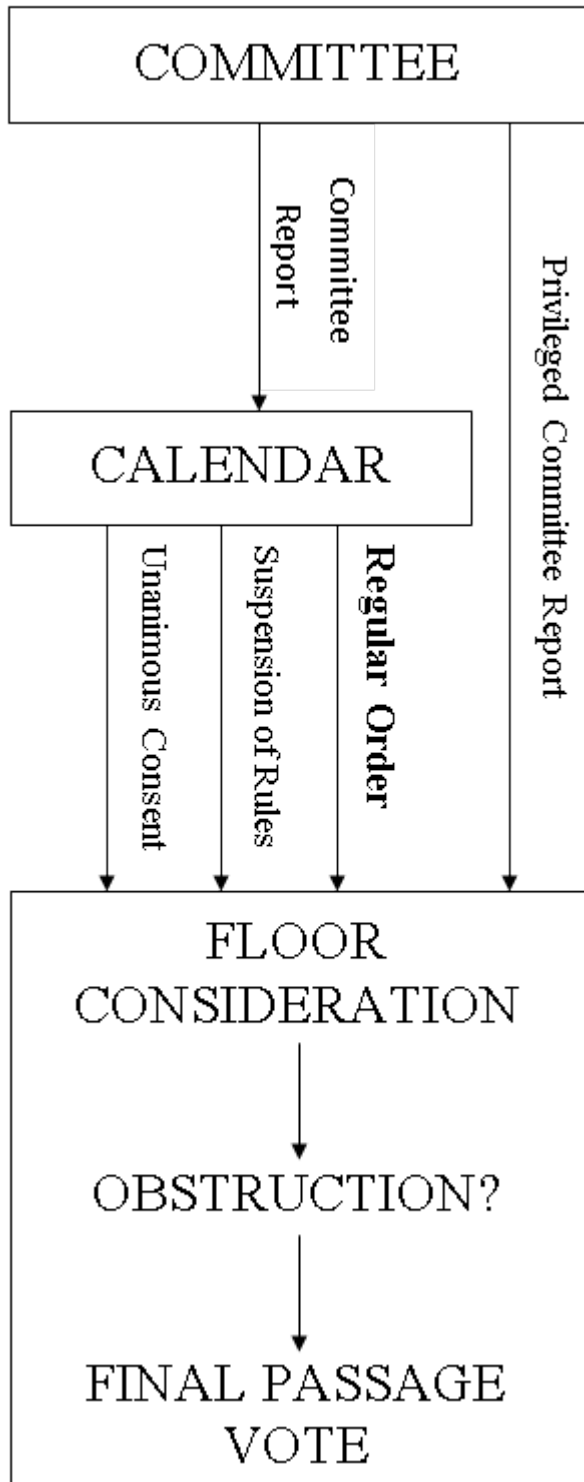 COMMITTEE
Committee
Report
Privileged Committee Report
CALENDAR
Unanimous Consent
Suspension of Rules
Regular Order
FLOOR
CONSIDERATION
OBSTRUCTION?
FINAL PASSAGE
VOTE